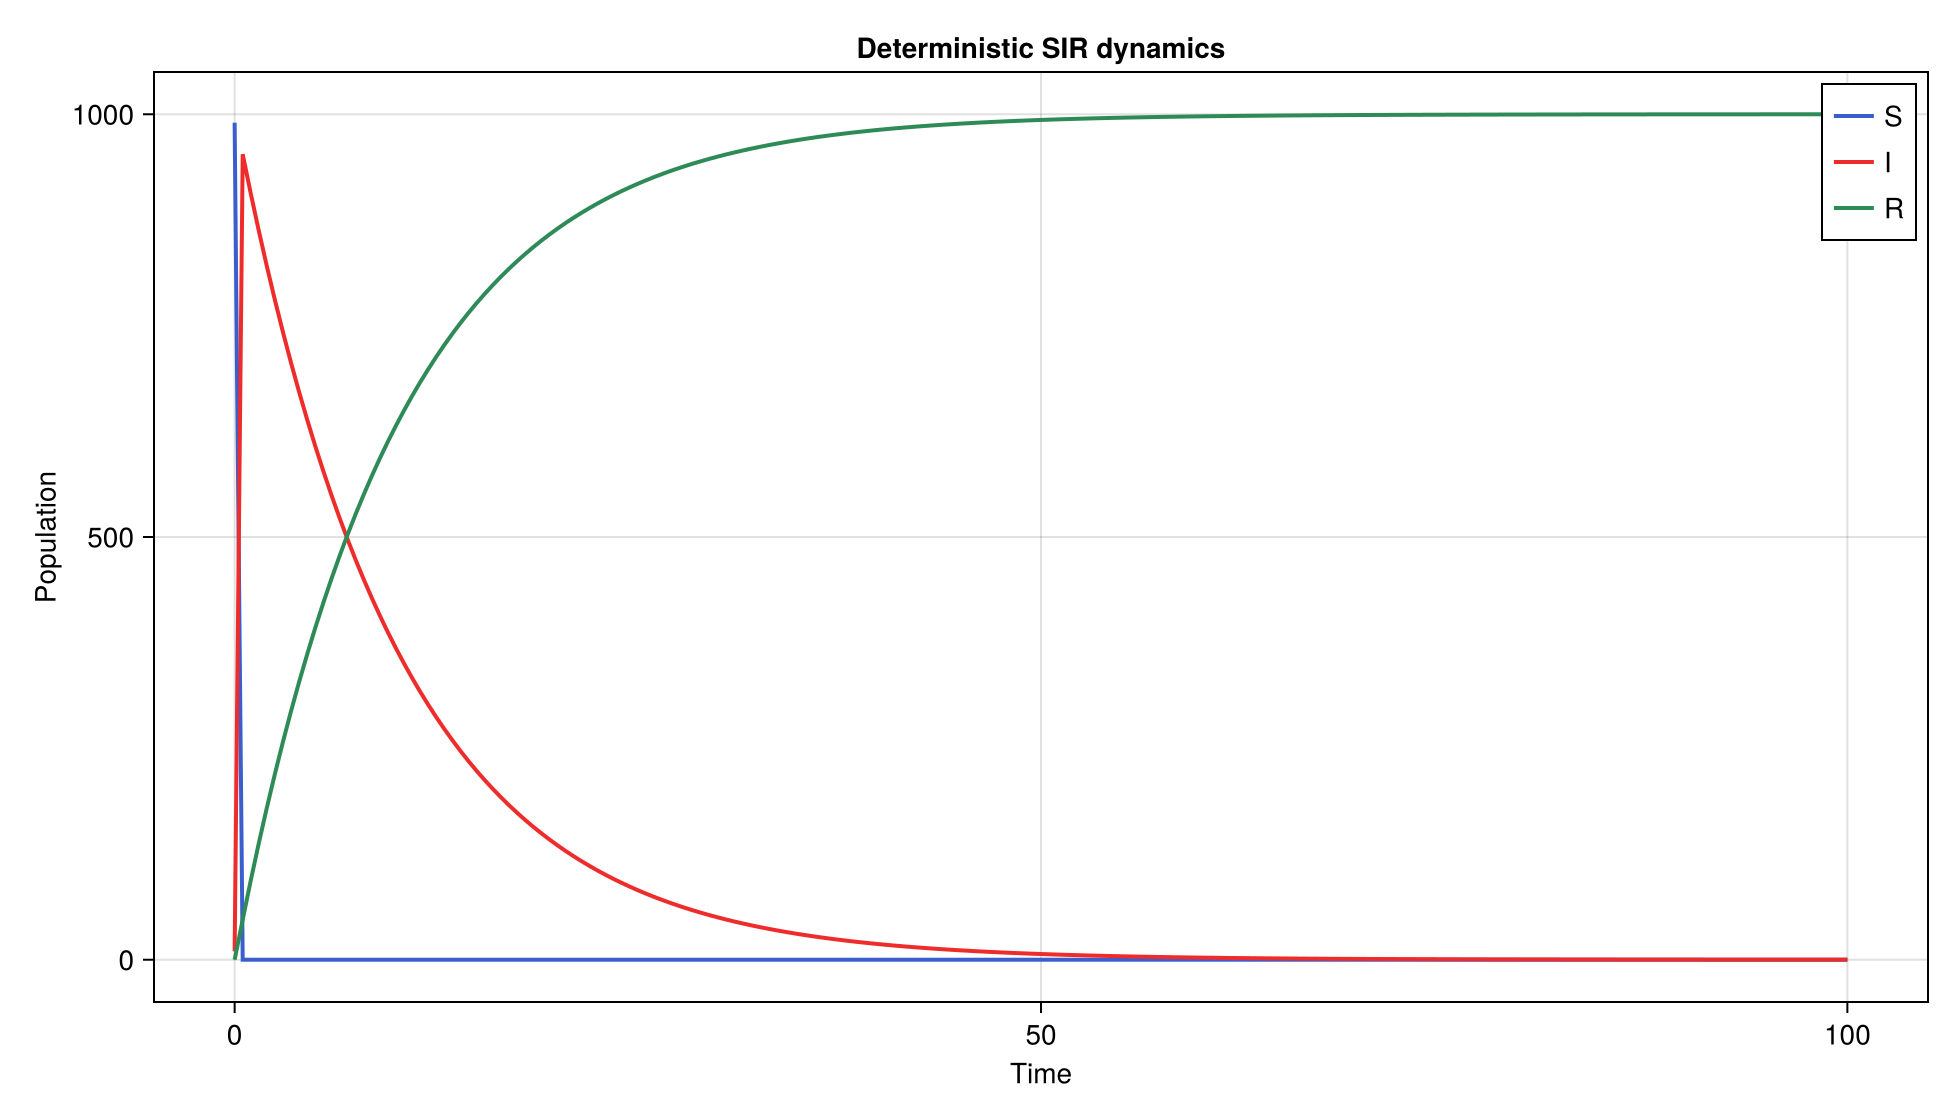 Deterministic SIR dynamics
1000
500
0
Population
0
50
100
Time
S
I
R